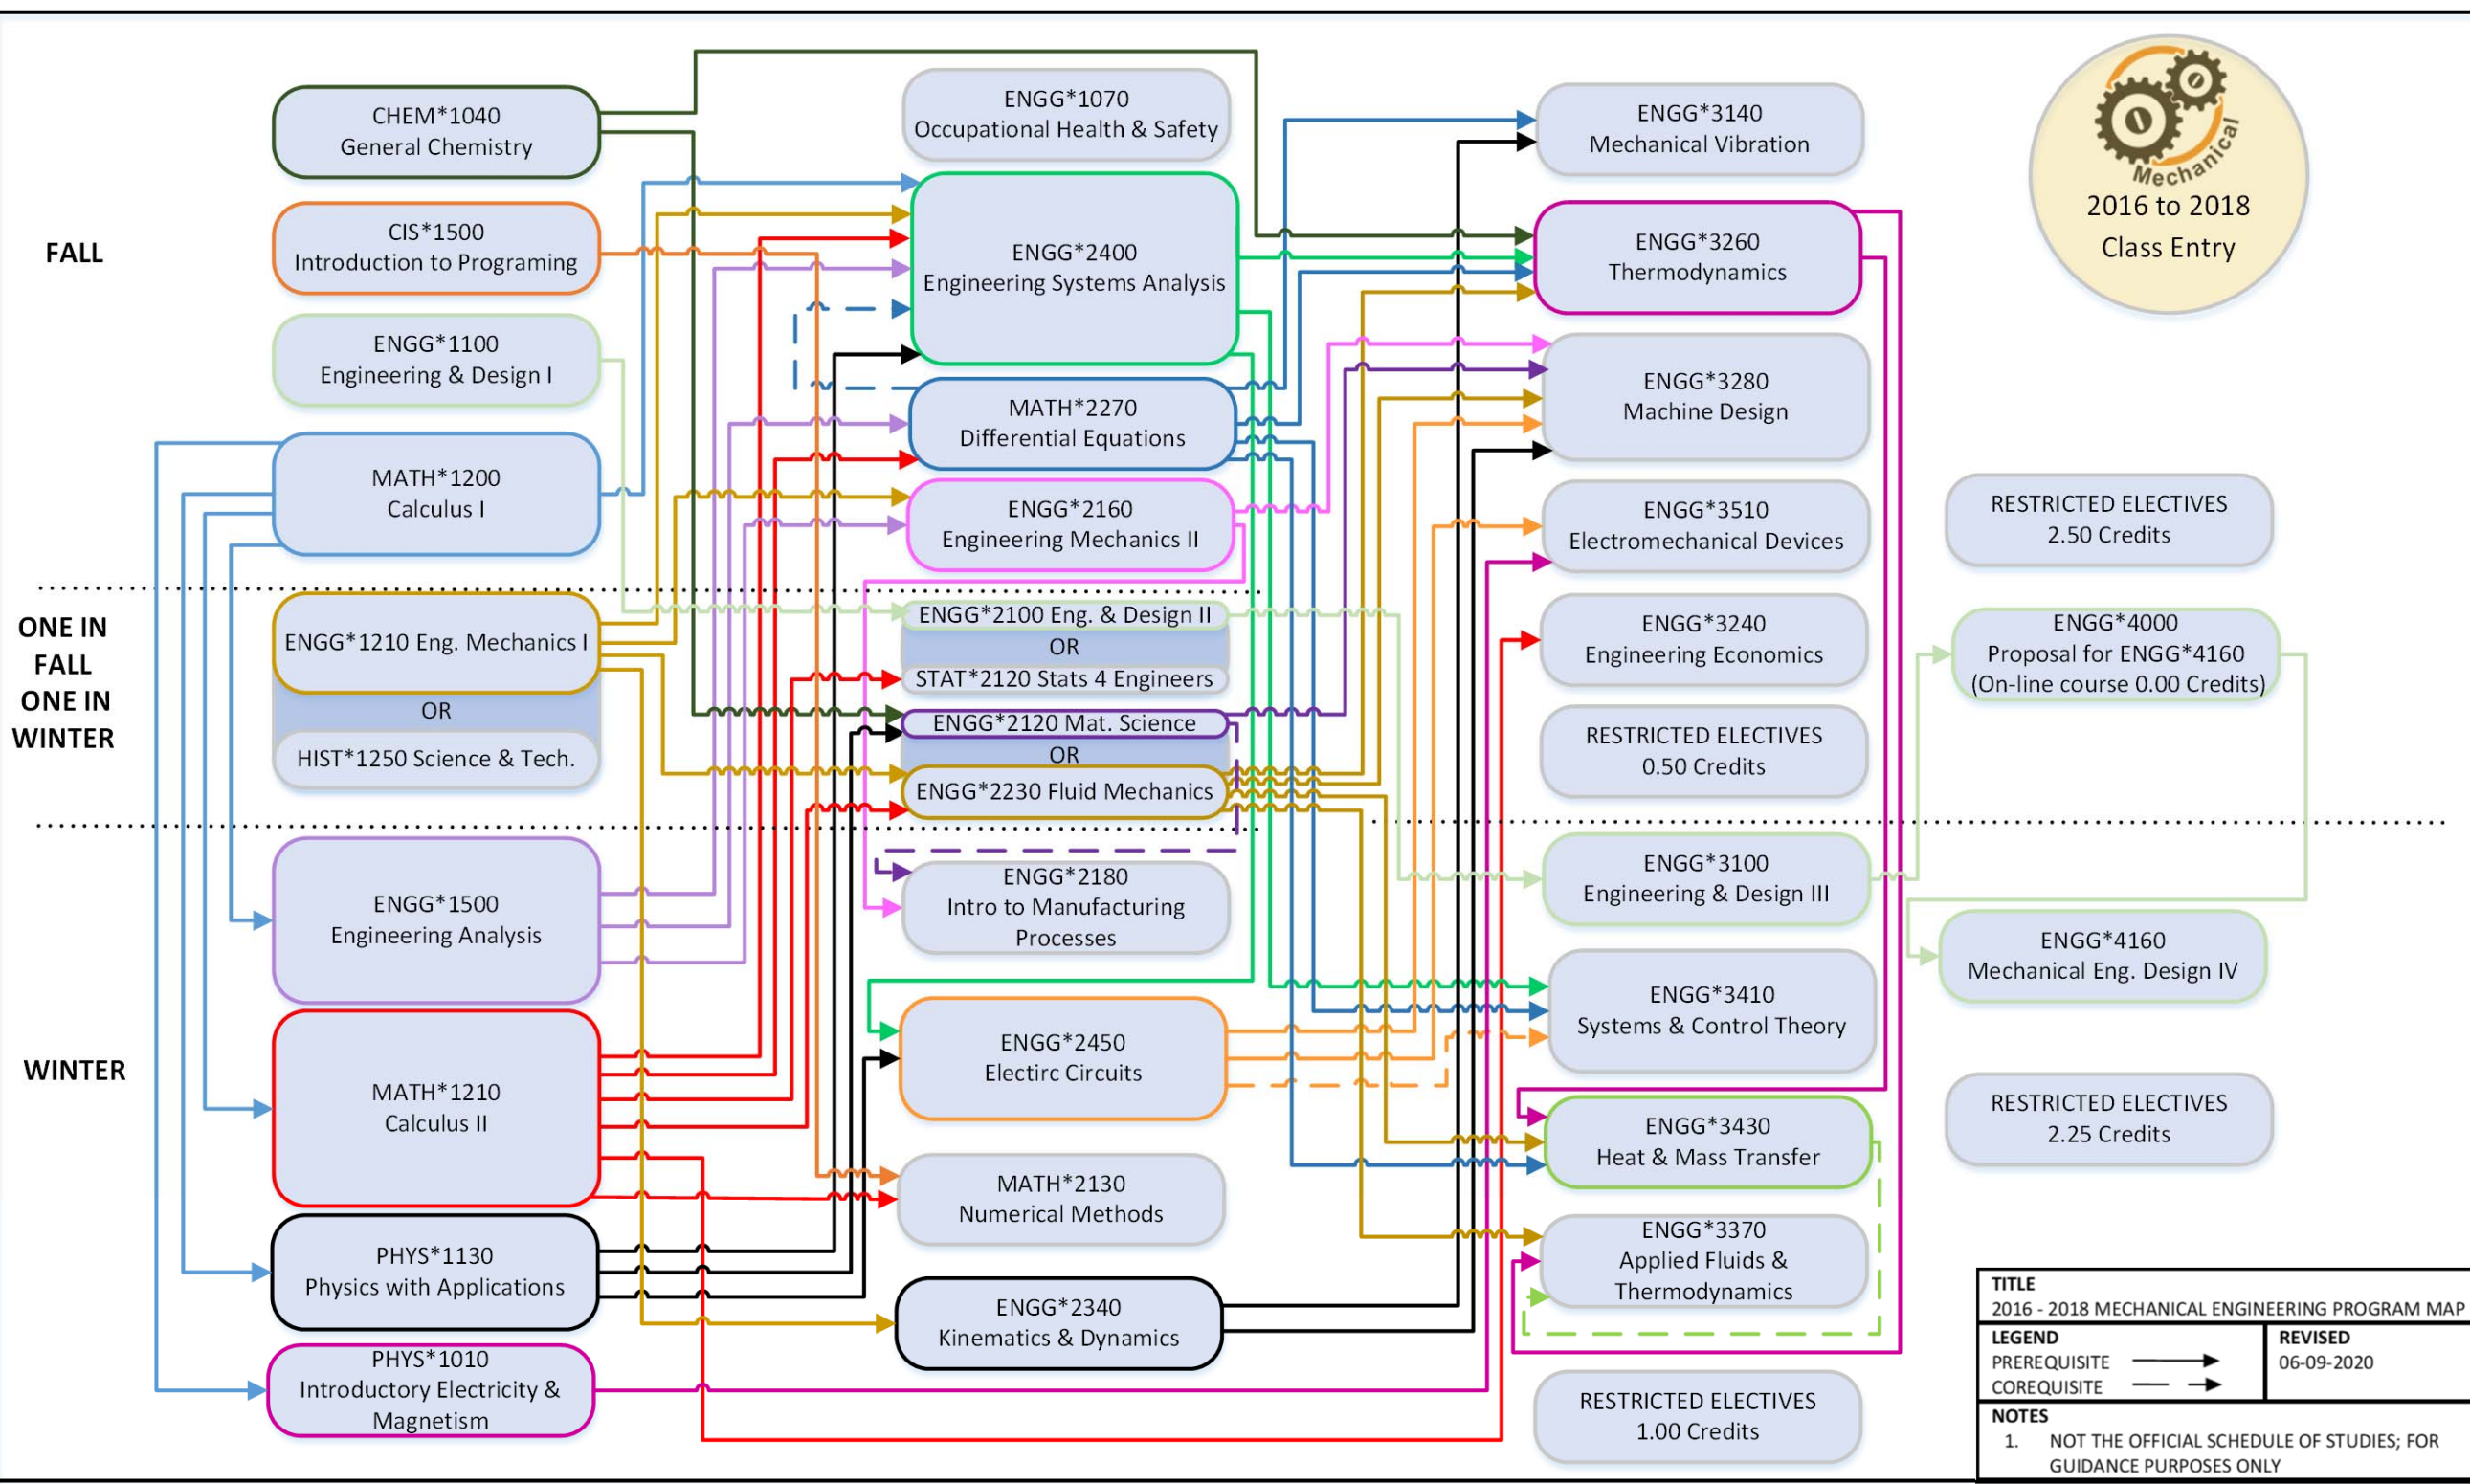 CHEM*1040
General Chemistry
CIS*1500
Introduction to Programing
FALL
ENGG*1100
Engineering & Design I
MATH*1200
Calculus I
ONE IN
FALL
ONE IN
WINTER
ENGG*1210 Eng. Mechanics I
OR
HIST*1250 Science & Tech.
ENGG*1500
Engineering Analysis
WINTER
MATH*1210
Calculus II
PHYS*1130
Physics with Applications
PHYS*1010
Introductory Electricity &
Magnetism
ENGG*1070
Occupational Health & Safety
ENGG*2400
Engineering Systems Analysis
MATH*2270
Differential Equations
ENGG*2160
Engineering Mechanics II
ENGG*2100 Eng. & Design II
OR
STAT*2120 Stats 4 Engineers
ENGG*2120 Mat. Science
OR
ENGG*2230 Fluid Mechanics
ENGG*2180
Intro to Manufacturing
Processes
ENGG*2450
Electirc Circuits
MATH*2130
Numerical Methods
ENGG*2340
Kinematics & Dynamics
ENGG*3140
Mechanical Vibration
ENGG*3260
Thermodynamics
ENGG*3280
Machine Design
ENGG*3510
Electromechanical Devices
ENGG*3240
Engineering Economics
RESTRICTED ELECTIVES
0.50 Credits
ENGG*3100
Engineering & Design III
ENGG*3410
Systems & Control Theory
ENGG*3430
Heat & Mass Transfer
ENGG*3370
Applied Fluids &
Thermodynamics
RESTRICTED ELECTIVES
1.00 Credits
Mechanical
2016 to 2018
Class Entry
RESTRICTED ELECTIVES
2.50 Credits
ENGG*4000
Proposal for ENGG*4160
(On-line course 0.00 Credits)
ENGG*4160
Mechanical Eng. Design IV
RESTRICTED ELECTIVES
2.25 Credits
TITLE
2016 - 2018 MECHANICAL ENGINEERING PROGRAM MAP
LEGEND
PREREQUISITE
COREQUISITE
REVISED
06-09-2020
NOTES
1. NOT THE OFFICIAL SCHEDULE OF STUDIES; FOR
GUIDANCE PURPOSES ONLY